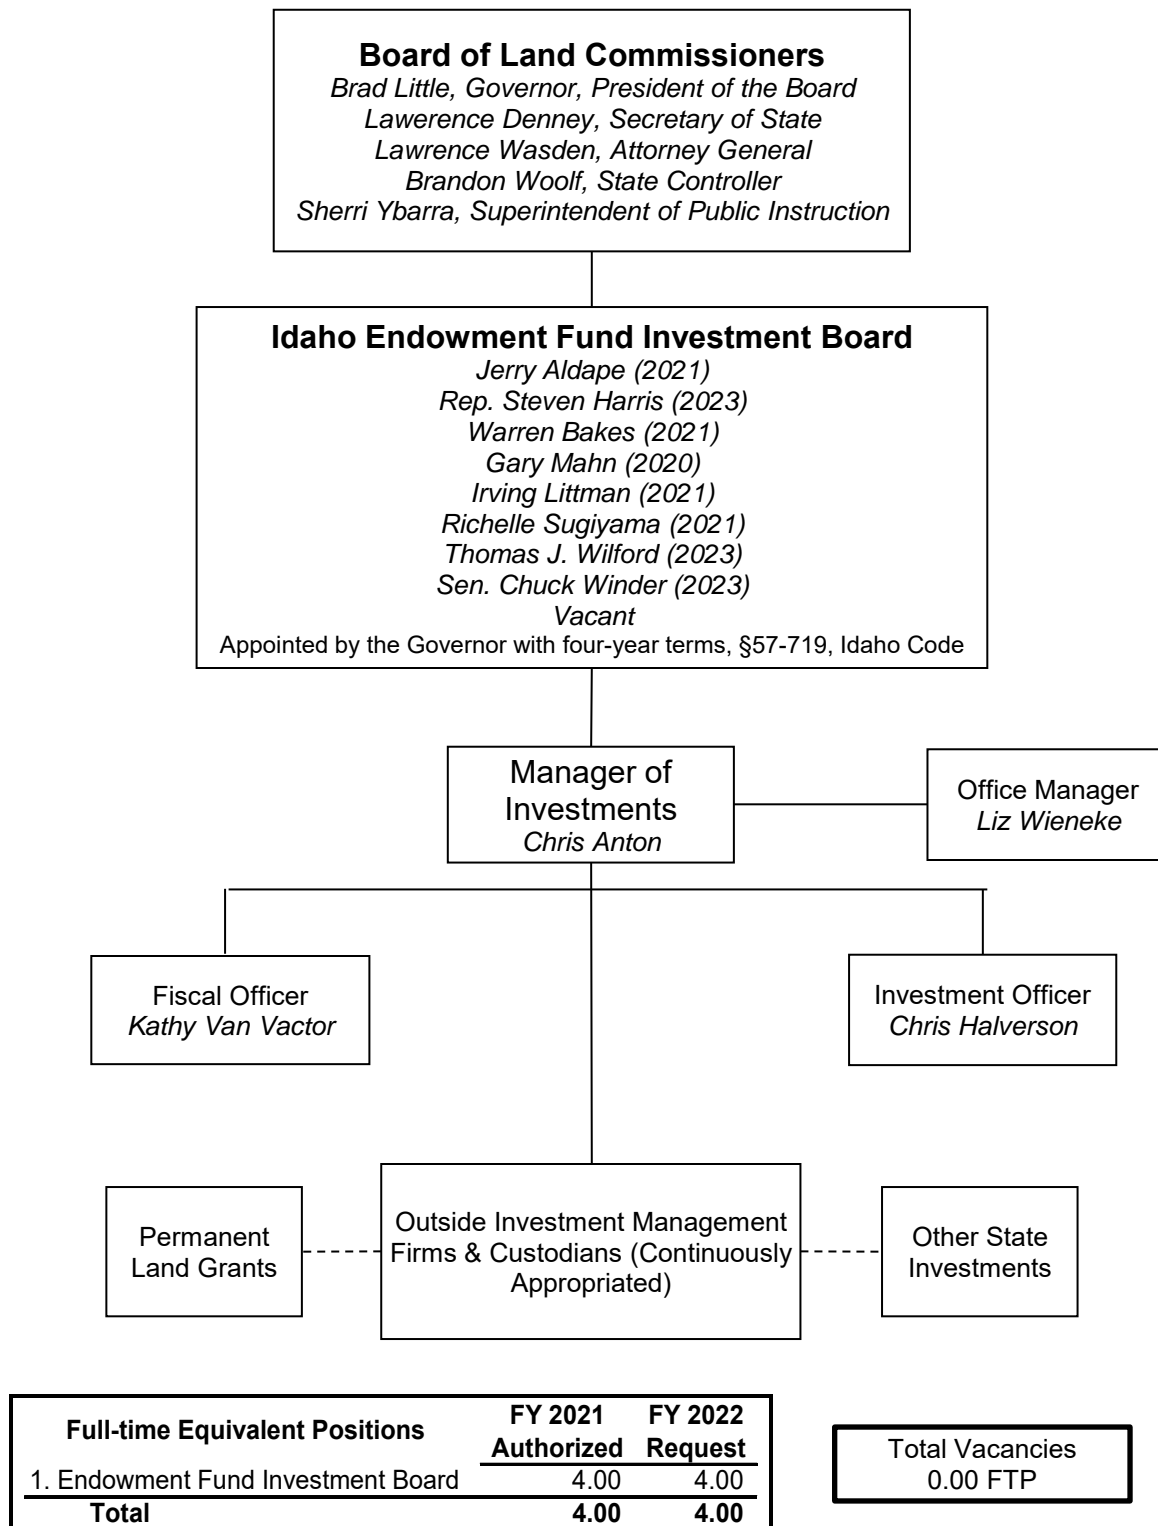 Board of Land Commissioners
Brad Little, Governor, President of the Board
Lawerence Denney, Secretary of State
Lawrence Wasden, Attorney General
Brandon Woolf, State Controller
Sherri Ybarra, Superintendent of Public Instruction
Idaho Endowment Fund Investment Board
Jerry Aldape (2021)
Rep. Steven Harris (2023)
Warren Bakes (2021)
Gary Mahn (2020)
Irving Littman (2021)
Richelle Sugiyama (2021)
Thomas J. Wilford (2023)
Sen. Chuck Winder (2023)
Vacant
Appointed by the Governor with four-year terms, §57-719, Idaho Code
Manager of
Investments
Chris Anton
Office Manager
Liz Wieneke
Fiscal Officer
Kathy Van Vactor
Investment Officer
Chris Halverson
Permanent
Land Grants
Outside Investment Management
Firms & Custodians (Continuously
Appropriated)
Other State
Investments
Full-time Equivalent Positions
FY 2021 FY 2022
Authorized Request
1. Endowment Fund Investment Board 4.00 4.00
Total 4.00 4.00
Total Vacancies
0.00 FTP